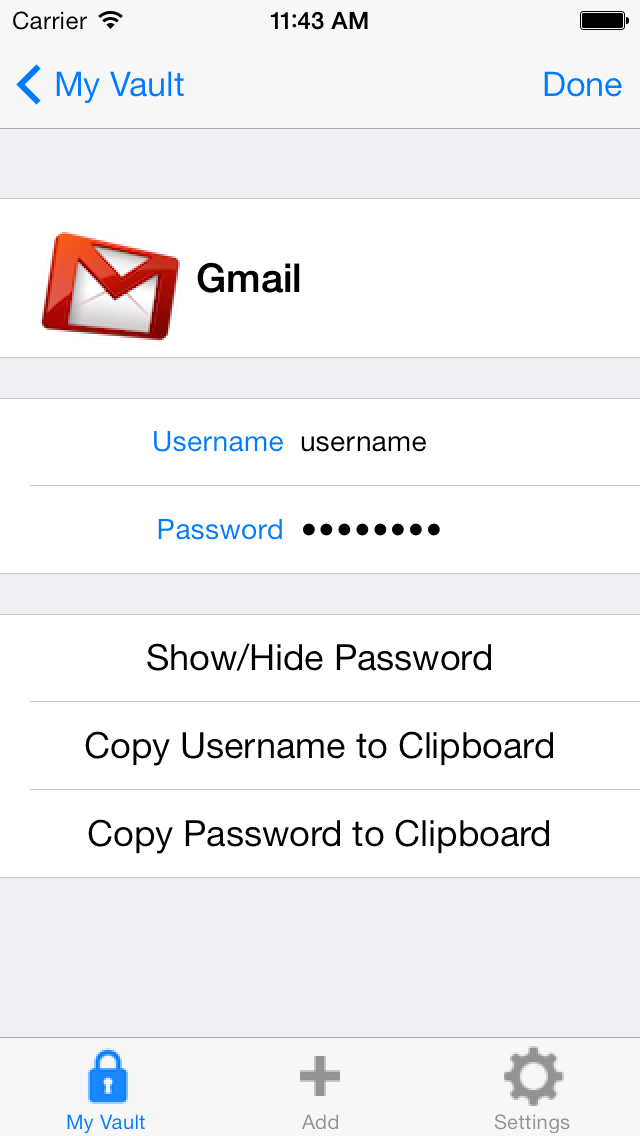 Carrier 11:43 AM
My Vault Done
Gmail
Username username
Password ••••••••
Show/Hide Password
Copy Username to Clipboard
Copy Password to Clipboard
My Vault Add Settings